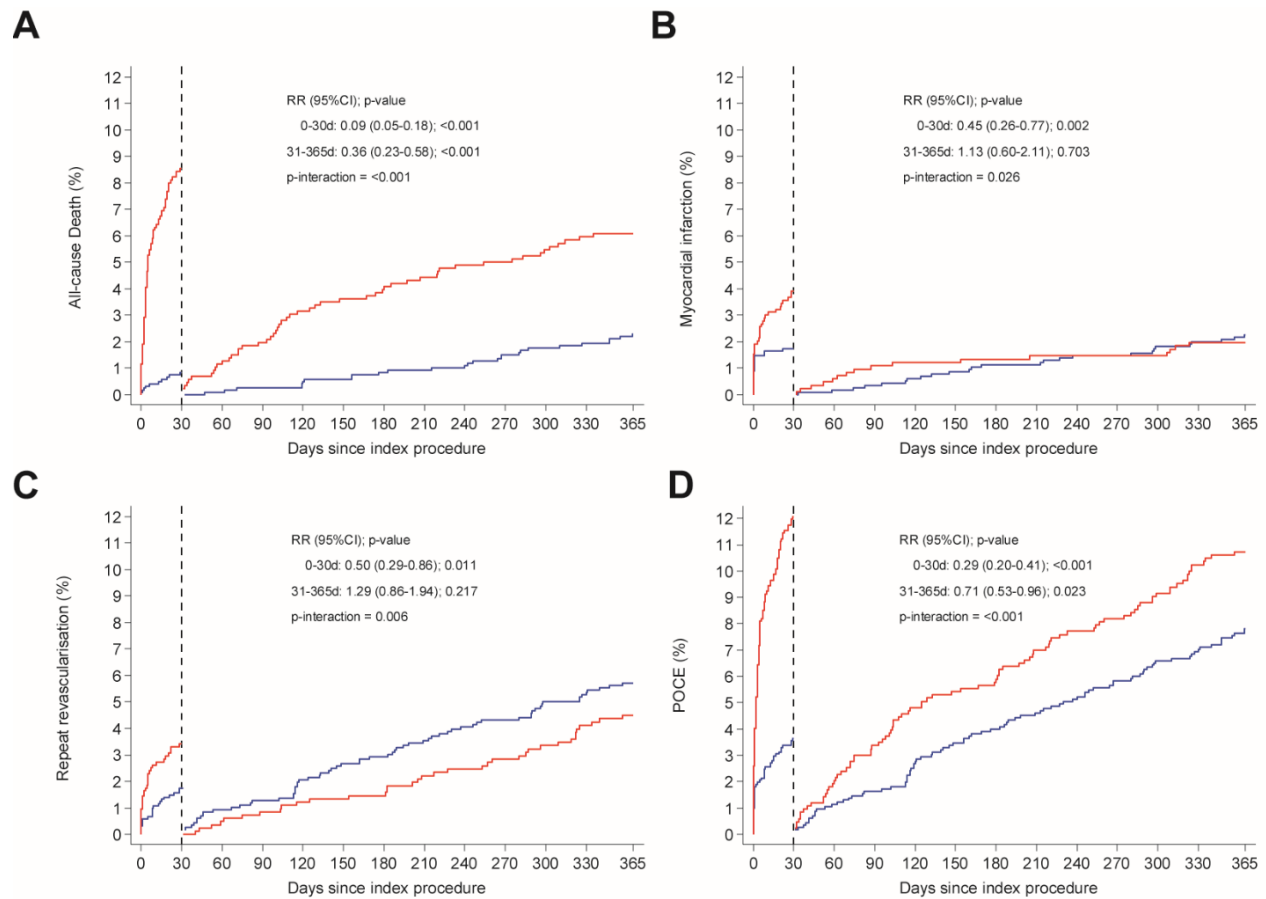 A
All-cause Death (%)
12
11
10
9
8
7
6
5
4
3
2
1
0
RR (95%CI); p-value
0-30d: 0.09 (0.05-0.18); <0.001
31-365d: 0.36 (0.23-0.58); <0.001
p-interaction = <0.001
0 30 60 90 120 150 180 210 240 270 300 330 365
Days since index procedure
B
Myocardial infarction (%)
12
11
10
9
8
7
6
5
4
3
2
1
0
RR (95%CI); p-value
0-30d: 0.45 (0.26-0.77); 0.002
31-365d: 1.13 (0.60-2.11); 0.703
p-interaction = 0.026
0 30 60 90 120 150 180 210 240 270 300 330 365
Days since index procedure
C
Repeat revascularisation (%)
12
11
10
9
8
7
6
5
4
3
2
1
0
RR (95%CI); p-value
0-30d: 0.50 (0.29-0.86); 0.011
31-365d: 1.29 (0.86-1.94); 0.217
p-interaction = 0.006
0 30 60 90 120 150 180 210 240 270 300 330 365
Days since index procedure
D
POCE (%)
12
11
10
9
8
7
6
5
4
3
2
1
0
RR (95%CI); p-value
0-30d: 0.29 (0.20-0.41); <0.001
31-365d: 0.71 (0.53-0.96); 0.023
p-interaction = <0.001
0 30 60 90 120 150 180 210 240 270 300 330 365
Days since index procedure